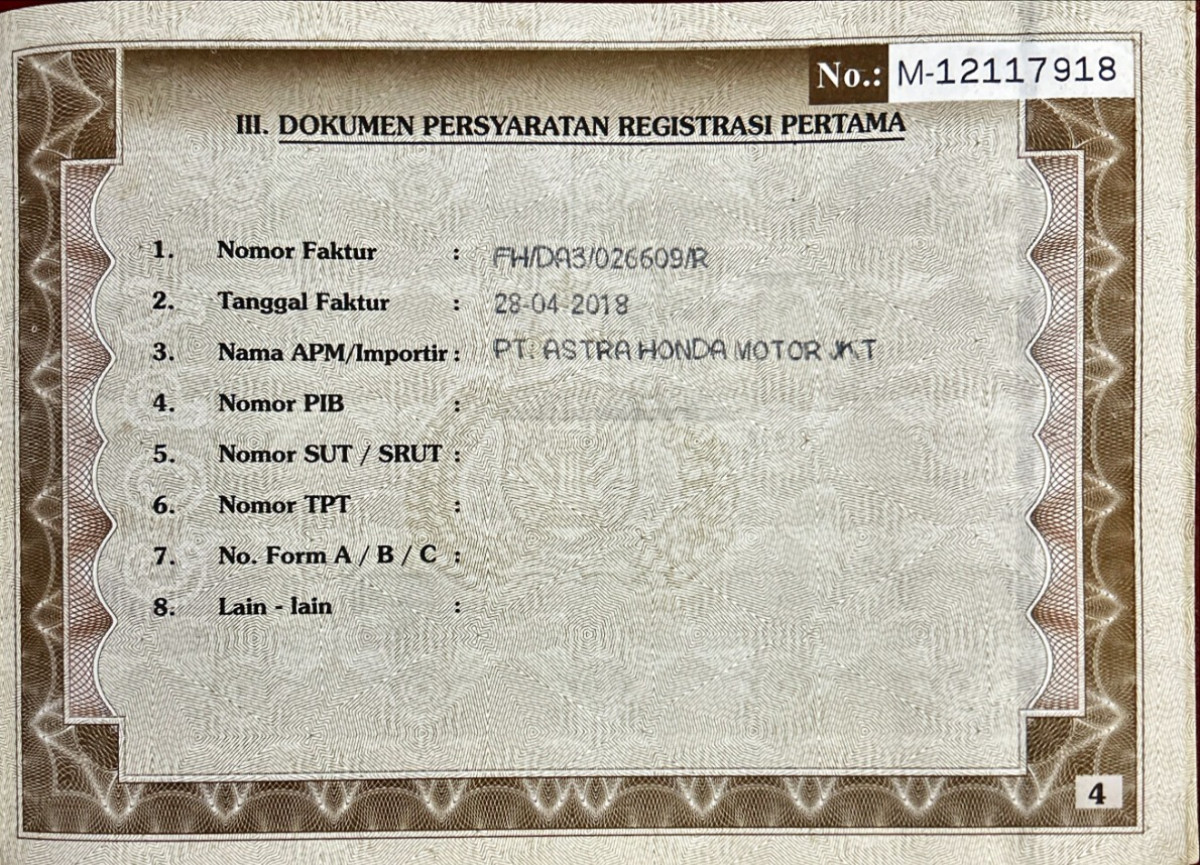 No.: M-12117918
III. DOKUMEN PERSYARATAN REGISTRASI PERTAMA
1. Nomor Faktur : FH/DA3/026609/R
2. Tanggal Faktur : 28-04-2018
3. Nama APM/Importir : PT. ASTRA HONDA MOTOR JKT
4. Nomor PIB :
5. Nomor SUT / SRUT :
6. Nomor TPT :
7. No. Form A / B / C :
8. Lain - lain :
4